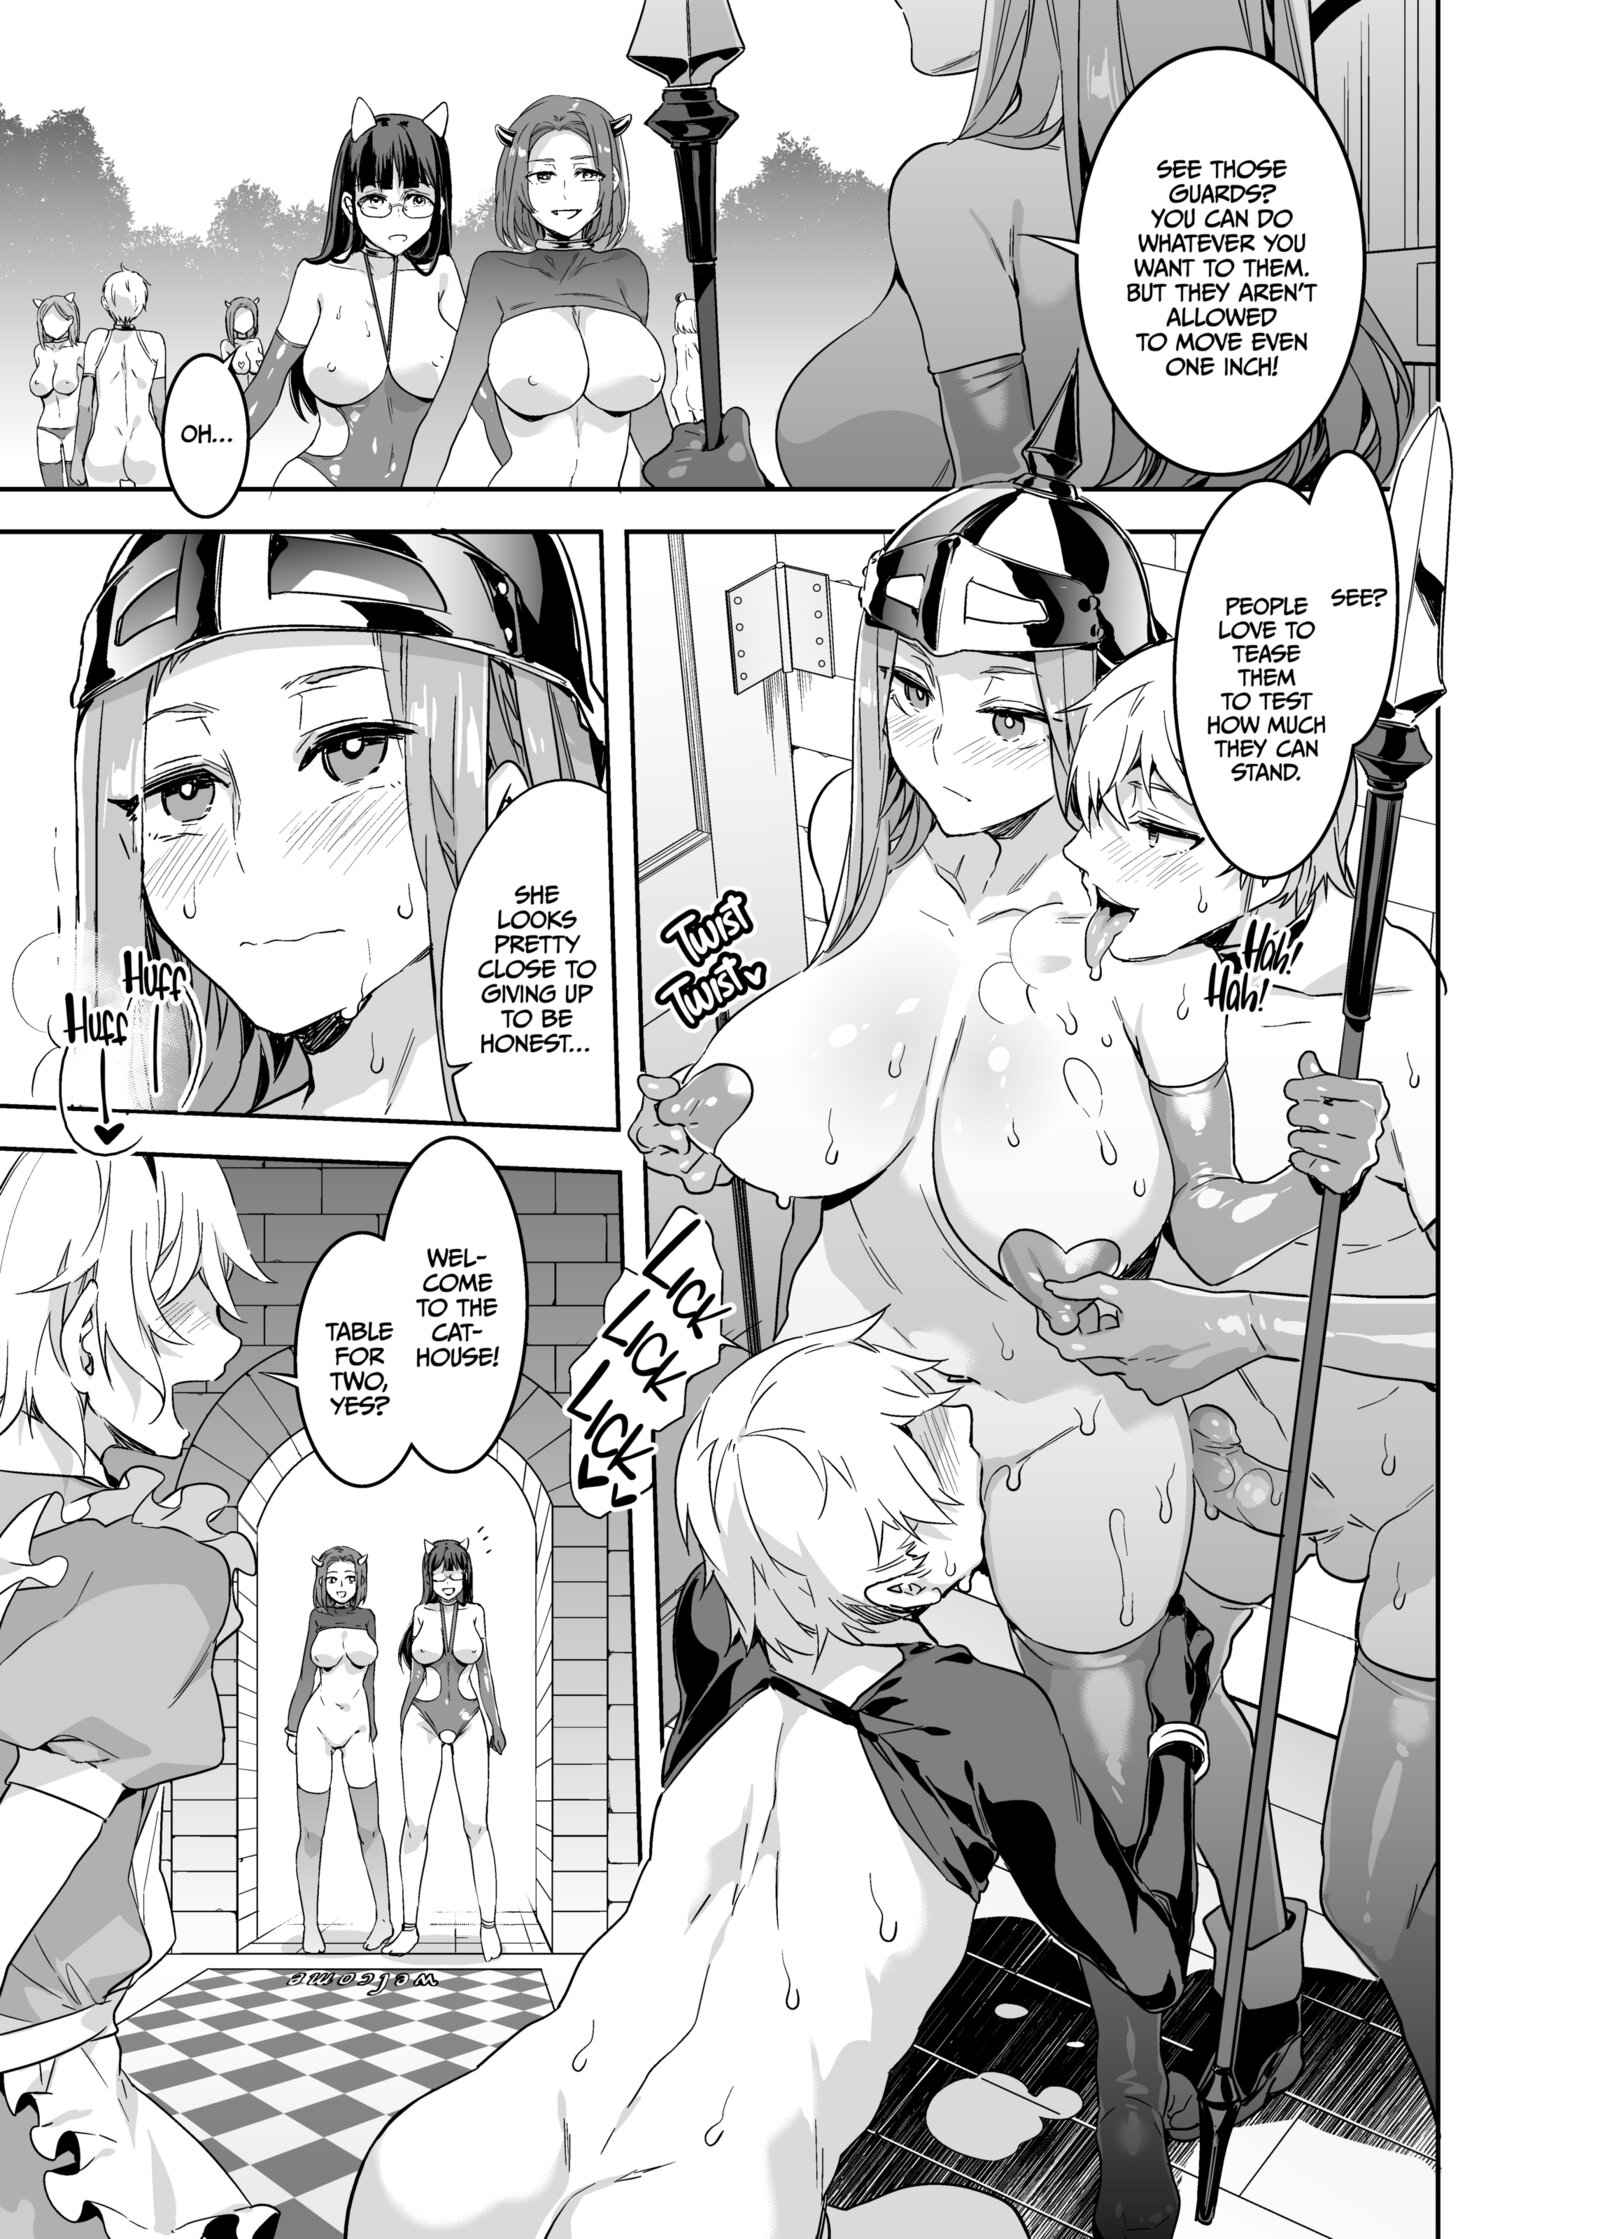 SEE THOSE
GUARDS?
YOU CAN DO
WHATEVER YOU
WANT TO THEM.
BUT THEY AREN'T
ALLOWED
TO MOVE EVEN
ONE INCH!
OH...
SEE?
PEOPLE
LOVE TO
TEASE
THEM
TO TEST
HOW MUCH
THEY CAN
STAND.
Twist
Twist
Hah!
Hah!
LICK
LICK
LICK
SHE
LOOKS
PRETTY
CLOSE TO
GIVING UP
TO BE
HONEST...
Huff
Huff
WEL-
COME
TO THE
CAT-
HOUSE!
TABLE
FOR
TWO,
YES?
welcome